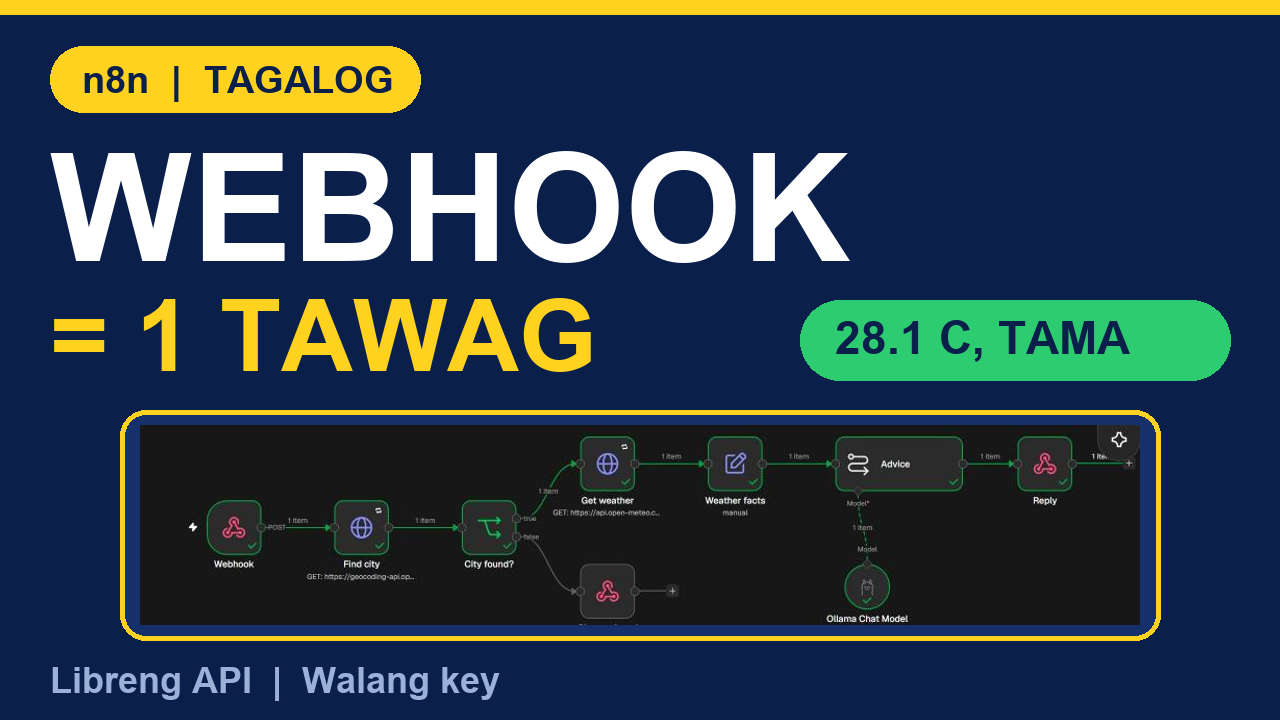 n8n | TAGALOG
WEBHOOK
= 1 TAWAG
28.1 C, TAMA
Webhook
POST
1 item
Find city
GET: https://geocoding-api.op...
1 item
City found?
true
false
1 item
Get weather
GET: https://api.open-meteo.c...
1 item
Weather facts
manual
1 item
Advice
Model*
1 item
Model
Ollama Chat Model
1 item
Reply
Libreng API | Walang key